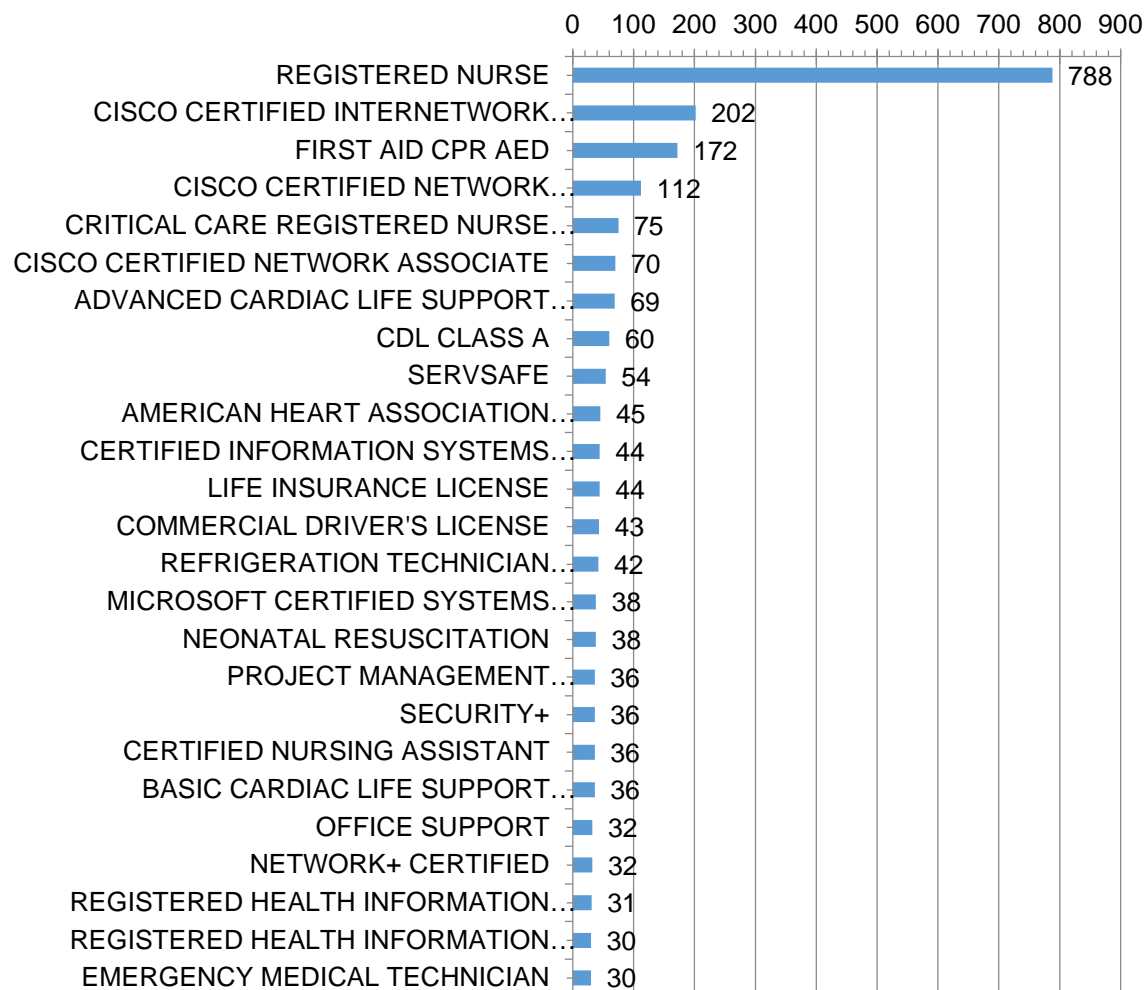 0 100 200 300 400 500 600 700 800 900
REGISTERED NURSE 788
CISCO CERTIFIED INTERNETWORK… 202
FIRST AID CPR AED 172
CISCO CERTIFIED NETWORK… 112
CRITICAL CARE REGISTERED NURSE… 75
CISCO CERTIFIED NETWORK ASSOCIATE 70
ADVANCED CARDIAC LIFE SUPPORT… 69
CDL CLASS A 60
SERVSAFE 54
AMERICAN HEART ASSOCIATION… 45
CERTIFIED INFORMATION SYSTEMS… 44
LIFE INSURANCE LICENSE 44
COMMERCIAL DRIVER'S LICENSE 43
REFRIGERATION TECHNICIAN… 42
MICROSOFT CERTIFIED SYSTEMS… 38
NEONATAL RESUSCITATION 38
PROJECT MANAGEMENT… 36
SECURITY+ 36
CERTIFIED NURSING ASSISTANT 36
BASIC CARDIAC LIFE SUPPORT… 36
OFFICE SUPPORT 32
NETWORK+ CERTIFIED 32
REGISTERED HEALTH INFORMATION… 31
REGISTERED HEALTH INFORMATION… 30
EMERGENCY MEDICAL TECHNICIAN 30